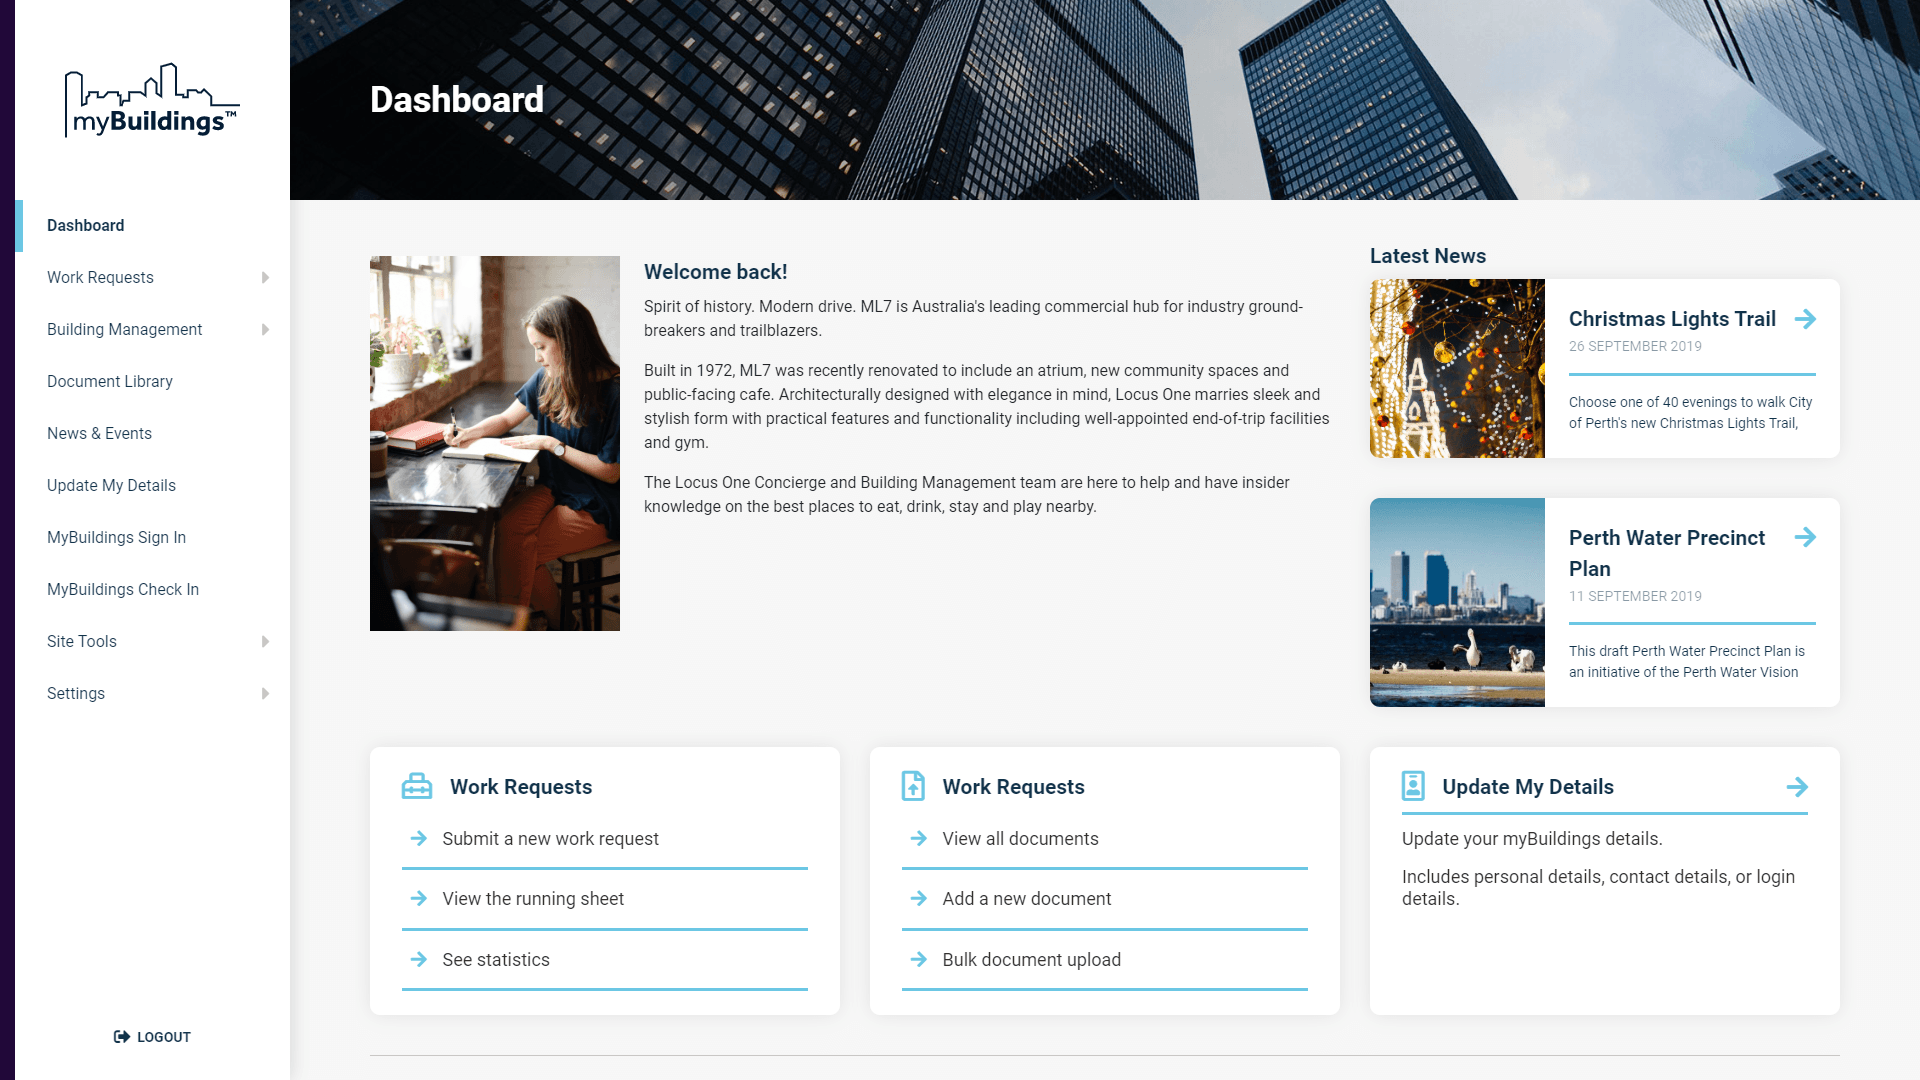 myBuildings™
Dashboard
Work Requests
Building Management
Document Library
News & Events
Update My Details
MyBuildings Sign In
MyBuildings Check In
Site Tools
Settings
LOGOUT
Dashboard
Welcome back!
Spirit of history. Modern drive. ML7 is Australia's leading commercial hub for industry ground-
breakers and trailblazers.
Built in 1972, ML7 was recently renovated to include an atrium, new community spaces and
public-facing cafe. Architecturally designed with elegance in mind, Locus One marries sleek and
stylish form with practical features and functionality including well-appointed end-of-trip facilities
and gym.
The Locus One Concierge and Building Management team are here to help and have insider
knowledge on the best places to eat, drink, stay and play nearby.
Latest News
Christmas Lights Trail
26 SEPTEMBER 2019
Choose one of 40 evenings to walk City
of Perth's new Christmas Lights Trail,
Perth Water Precinct
Plan
11 SEPTEMBER 2019
This draft Perth Water Precinct Plan is
an initiative of the Perth Water Vision
Work Requests
Submit a new work request
View the running sheet
See statistics
Work Requests
View all documents
Add a new document
Bulk document upload
Update My Details
Update your myBuildings details.
Includes personal details, contact details, or login
details.